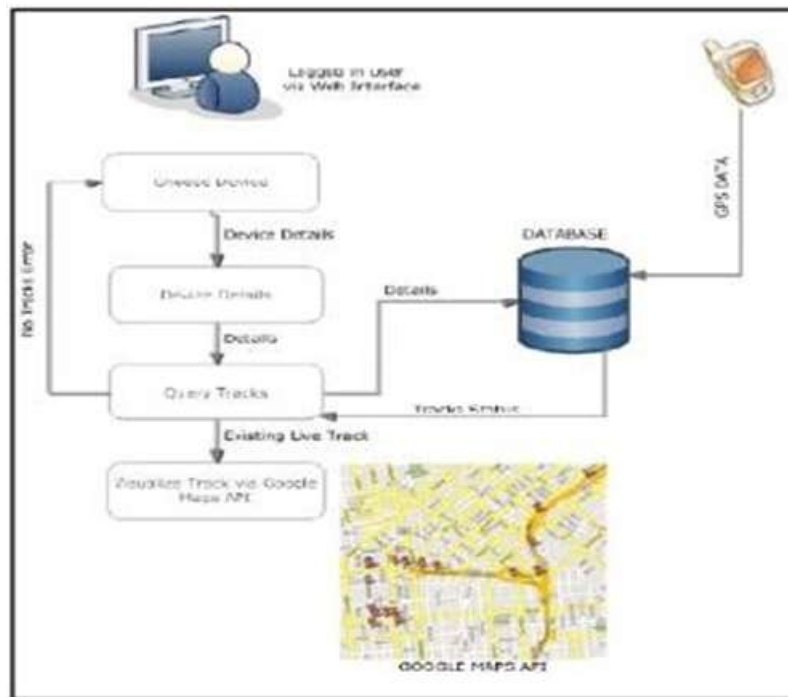 Logged in User
via Web Interface
Choose Device
GPS DATA
Device Details
DATABASE
Device Details
Details
No Tracks Error
Details
Query Tracks
Tracks Status
Existing Live Track
Visualize Track via Google
Maps API
GOOGLE MAPS API